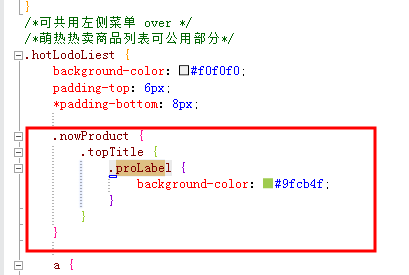 }
/*可共用左侧菜单 over */
/*萌热热卖商品列表可公用部分*/
.hotLodoLiest {
background-color: #f0f0f0;
padding-top: 6px;
*padding-bottom: 8px;
.nowProduct {
.topTitle {
.proLabel {
background-color: #9fcb4f;
}
}
}
a {